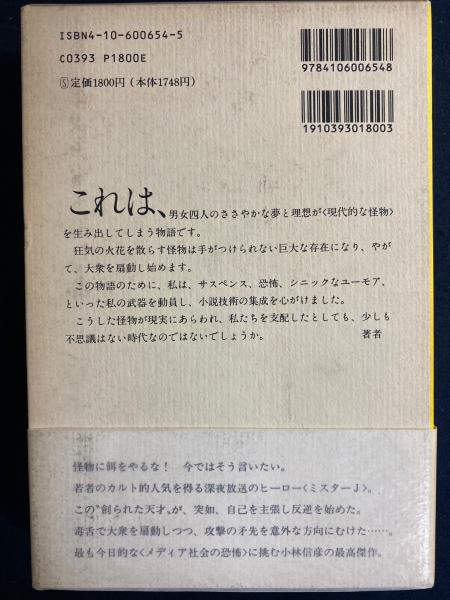 ISBN4-10-600654-5
C0393 P1800E
Ⓢ定価1800円(本体1748円)
9784106006548
1910393018003
これは、男女四人のささやかな夢と理想が〈現代的な怪物〉
を生み出してしまう物語です。
狂気の火花を散らす怪物は手がつけられない巨大な存在になり、やが
て、大衆を扇動し始めます。
この物語のために、私は、サスペンス、恐怖、シニックなユーモア、
といった私の武器を動員し、小説技術の集成を心がけました。
こうした怪物が現実にあらわれ、私たちを支配したとしても、少しも
不思議はない時代なのではないでしょうか。 著者
怪物に餌をやるな! 今ではそう言いたい。
若者のカルト的人気を得る深夜放送のヒーロー〈ミスターJ〉。
この〝創られた天才〟が、突如、自己を主張し反逆を始めた。
毒舌で大衆を扇動しつつ、攻撃の矛先を意外な方向にむけた……。
最も今日的な〈メディア社会の恐怖〉に挑む小林信彦の最高傑作。